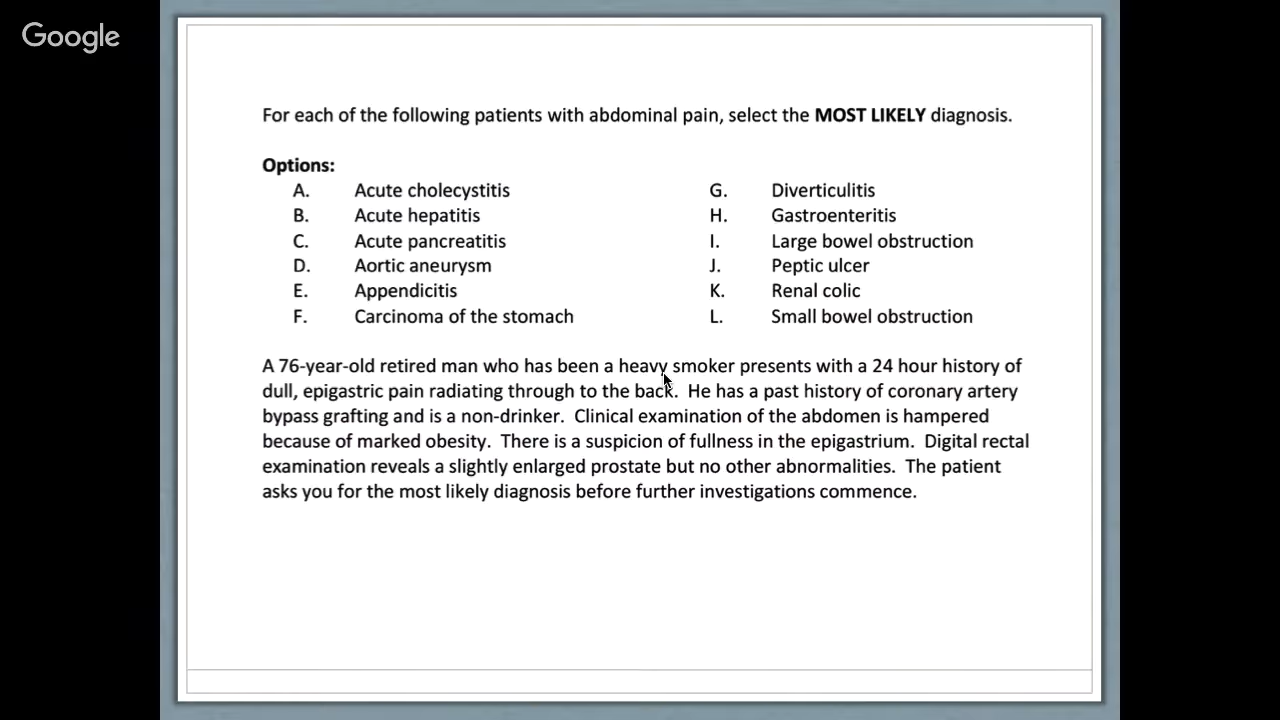 Google
For each of the following patients with abdominal pain, select the MOST LIKELY diagnosis.
Options:
A. Acute cholecystitis
B. Acute hepatitis
C. Acute pancreatitis
D. Aortic aneurysm
E. Appendicitis
F. Carcinoma of the stomach
G. Diverticulitis
H. Gastroenteritis
I. Large bowel obstruction
J. Peptic ulcer
K. Renal colic
L. Small bowel obstruction
A 76-year-old retired man who has been a heavy smoker presents with a 24 hour history of
dull, epigastric pain radiating through to the back. He has a past history of coronary artery
bypass grafting and is a non-drinker. Clinical examination of the abdomen is hampered
because of marked obesity. There is a suspicion of fullness in the epigastrium. Digital rectal
examination reveals a slightly enlarged prostate but no other abnormalities. The patient
asks you for the most likely diagnosis before further investigations commence.